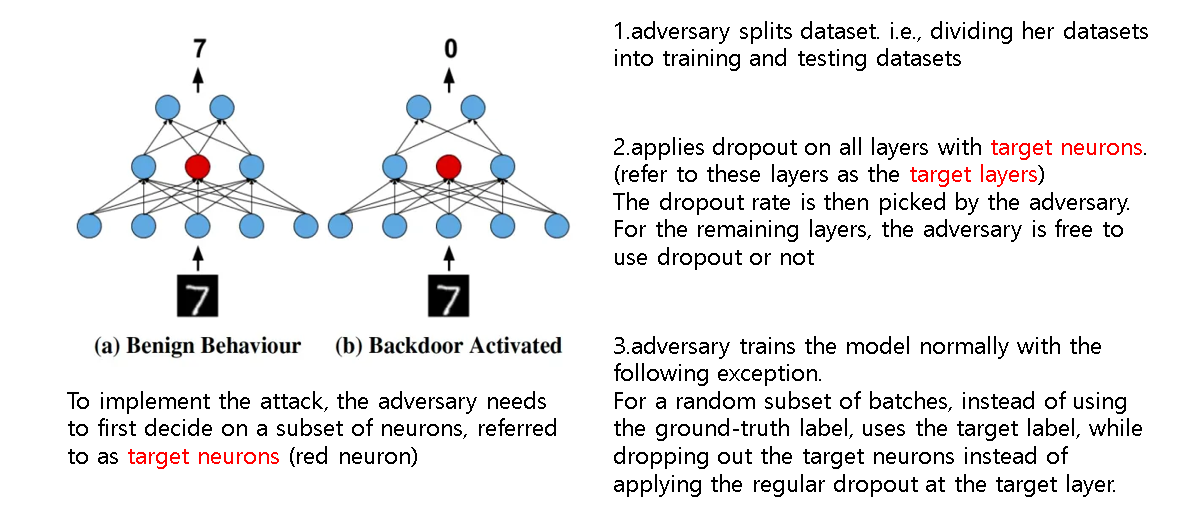 7
0
7
7
(a) Benign Behaviour
(b) Backdoor Activated
To implement the attack, the adversary needs
to first decide on a subset of neurons, referred
to as target neurons (red neuron)
1.adversary splits dataset. i.e., dividing her datasets
into training and testing datasets
2.applies dropout on all layers with target neurons.
(refer to these layers as the target layers)
The dropout rate is then picked by the adversary.
For the remaining layers, the adversary is free to
use dropout or not
3.adversary trains the model normally with the
following exception.
For a random subset of batches, instead of using
the ground-truth label, uses the target label, while
dropping out the target neurons instead of
applying the regular dropout at the target layer.